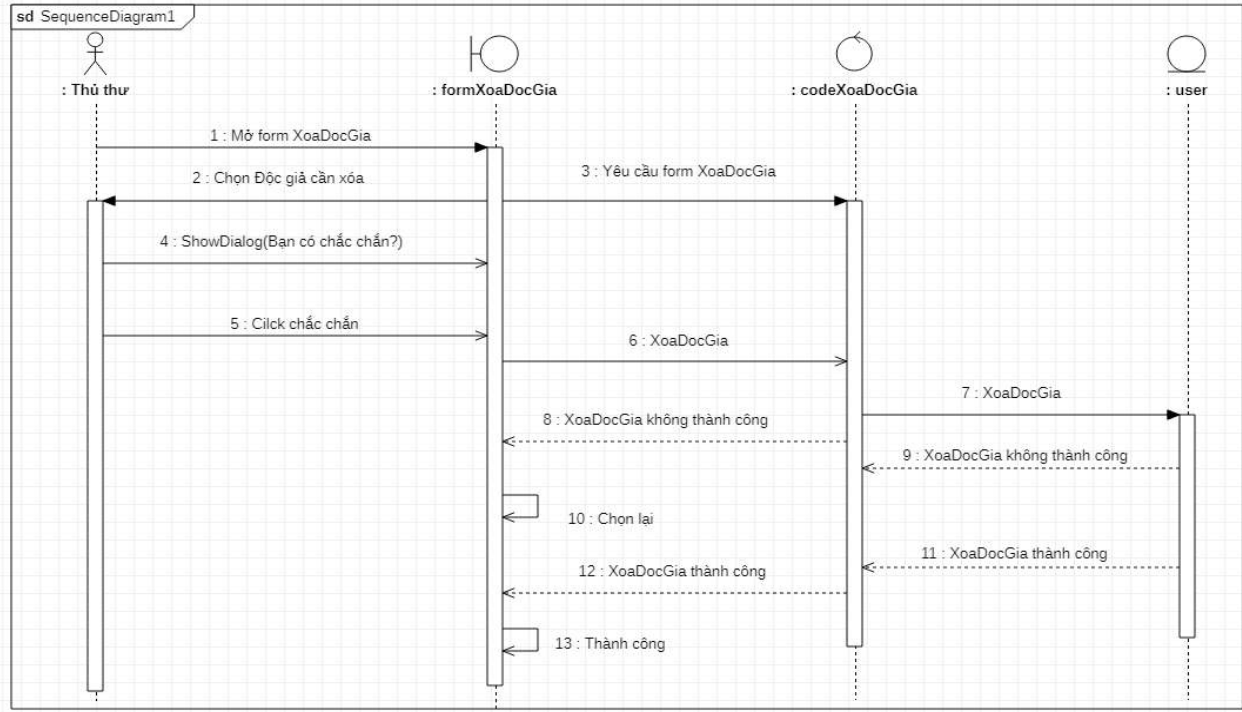 sd SequenceDiagram1
: Thủ thư
: formXoaDocGia
: codeXoaDocGia
: user
1 : Mở form XoaDocGia
2 : Chọn Độc giả cần xóa
3 : Yêu cầu form XoaDocGia
4 : ShowDialog(Bạn có chắc chắn?)
5 : Cilck chắc chắn
6 : XoaDocGia
7 : XoaDocGia
8 : XoaDocGia không thành công
9 : XoaDocGia không thành công
10 : Chọn lại
11 : XoaDocGia thành công
12 : XoaDocGia thành công
13 : Thành công